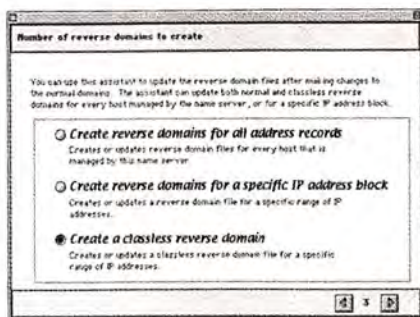 Number of reverse domains to create
You can use this assistant to update the reverse domain files after making changes to
the normal domains. The assistant can update both normal and classless reverse
domains for every host managed by the name server, or for a specific IP address block.
Create reverse domains for all address records
Creates or updates reverse domain files for every host that is
managed by this name server.
Create reverse domains for a specific IP address block
Creates or updates a reverse domain file for a specific range of IP
addresses.
Create a classless reverse domain
Creates or updates a classless reverse domain file for a specific
range of IP addresses.
3